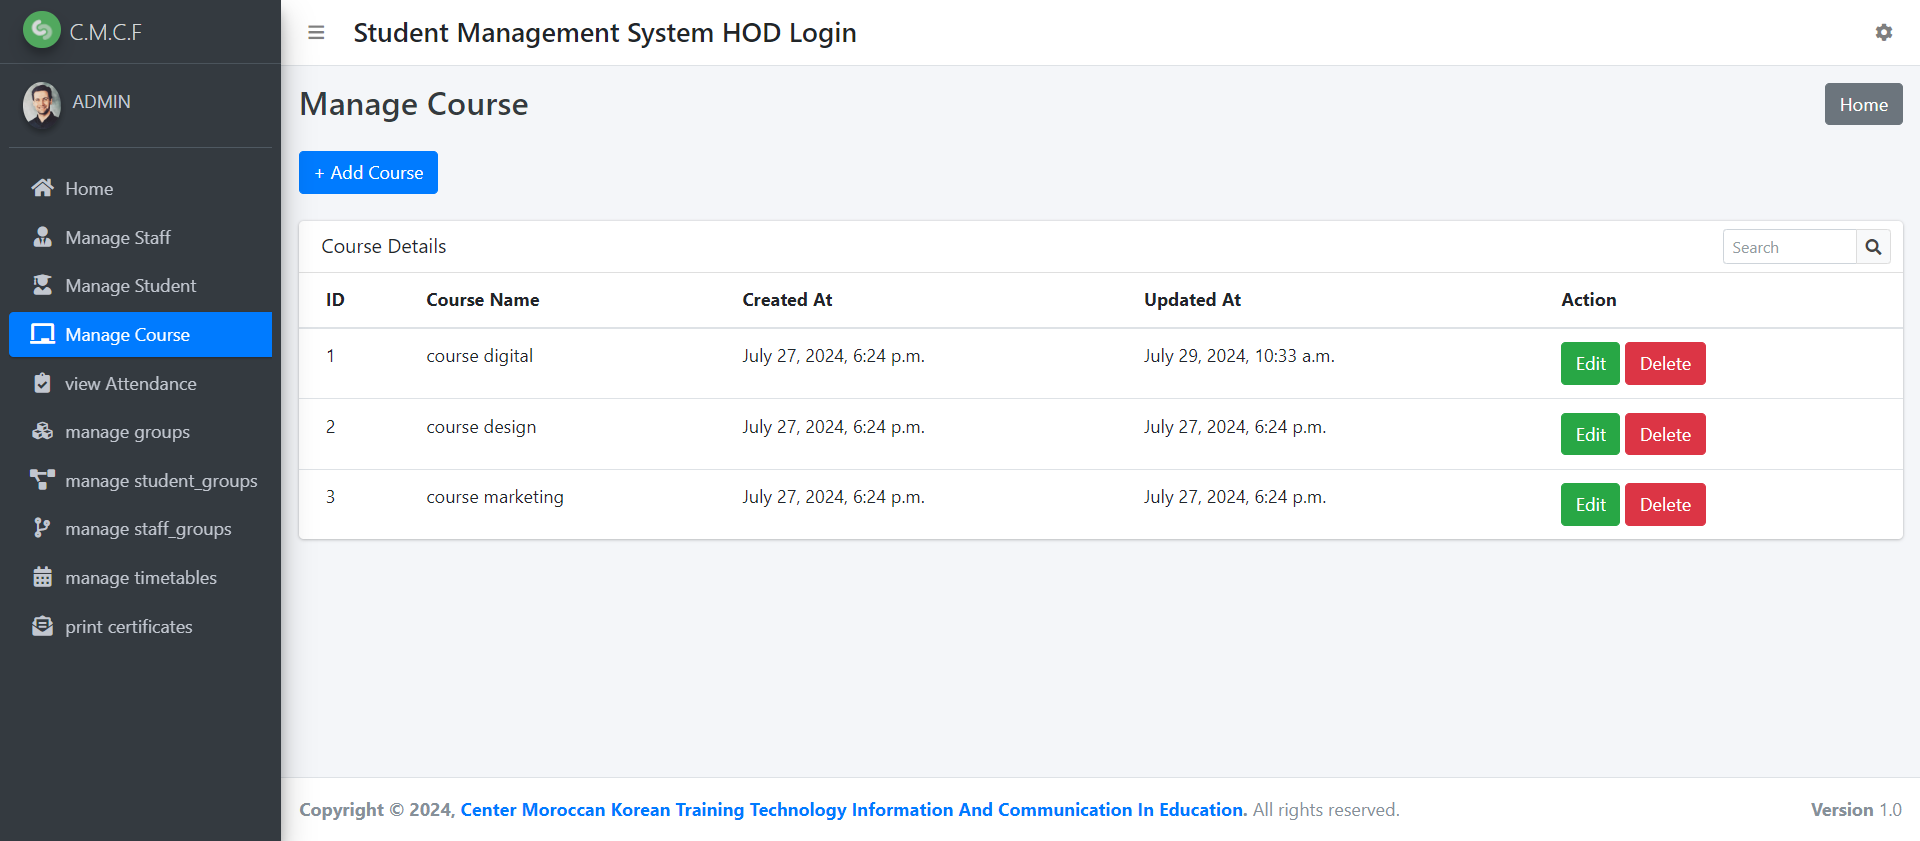 C.M.C.F
ADMIN
Home
Manage Staff
Manage Student
Manage Course
view Attendance
manage groups
manage student_groups
manage staff_groups
manage timetables
print certificates
Student Management System HOD Login
Manage Course
Home
+ Add Course
Course Details
Search
ID Course Name Created At Updated At Action
1 course digital July 27, 2024, 6:24 p.m. July 29, 2024, 10:33 a.m. Edit Delete
2 course design July 27, 2024, 6:24 p.m. July 27, 2024, 6:24 p.m. Edit Delete
3 course marketing July 27, 2024, 6:24 p.m. July 27, 2024, 6:24 p.m. Edit Delete
Copyright © 2024, Center Moroccan Korean Training Technology Information And Communication In Education. All rights reserved. Version 1.0